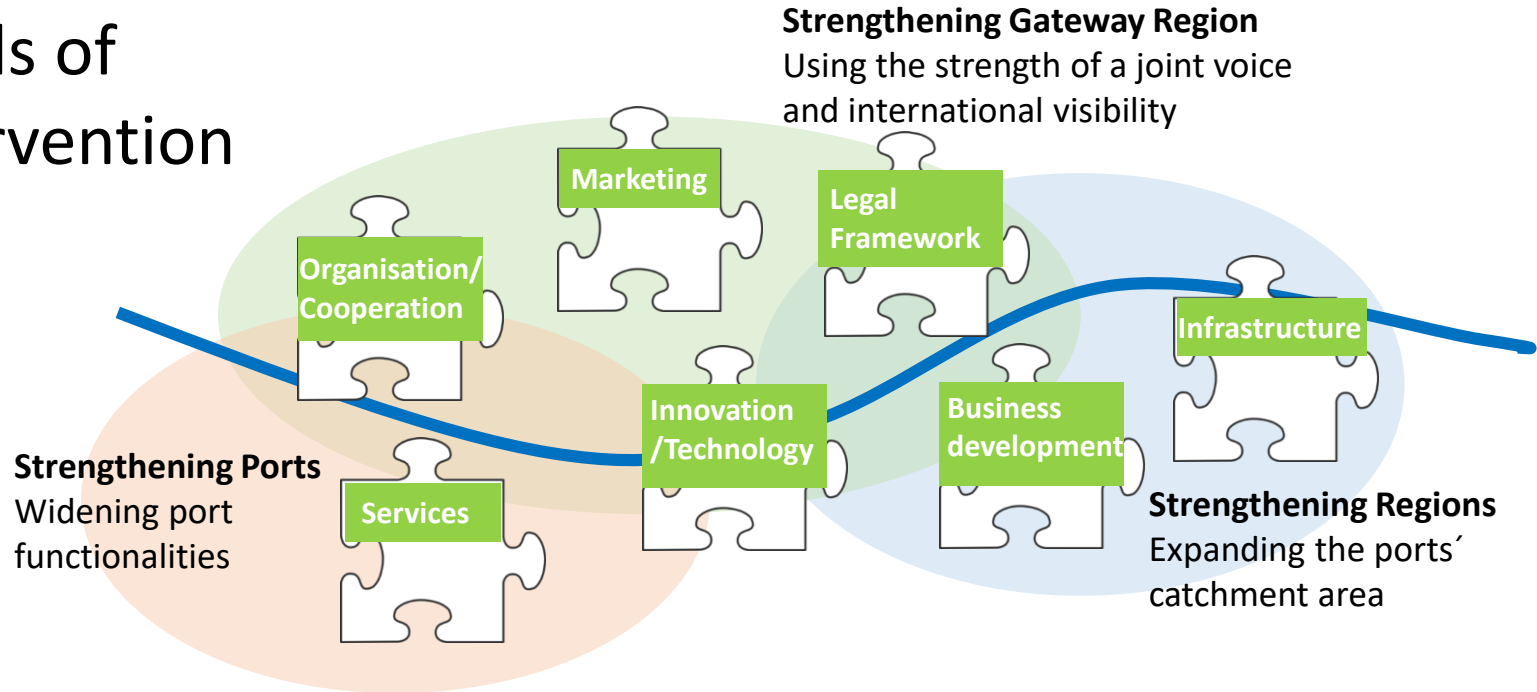 ds of
rvention
Strengthening Gateway Region
Using the strength of a joint voice
and international visibility
Marketing
Legal
Framework
Organisation/
Cooperation
Infrastructure
Innovation
/Technology
Business
development
Strengthening Ports
Widening port
functionalities
Services
Strengthening Regions
Expanding the ports´
catchment area